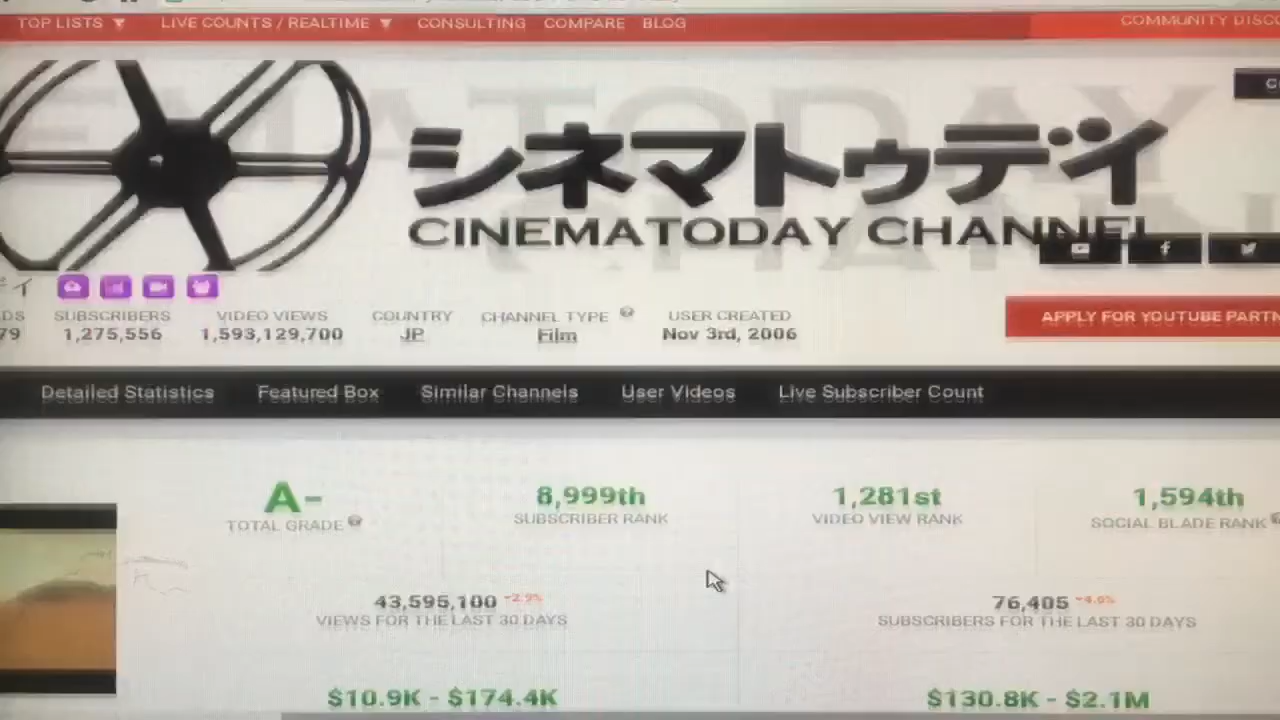 TOP LISTS ▼ LIVE COUNTS / REALTIME ▼ CONSULTING COMPARE BLOG
シネマトゥデイ
CINEMATODAY CHANNEL
SUBSCRIBERS VIDEO VIEWS COUNTRY CHANNEL TYPE USER CREATED
79 1,275,556 1,593,129,700 JP Film Nov 3rd, 2006
APPLY FOR YOUTUBE
Detailed Statistics Featured Box Similar Channels User Videos Live Subscriber Count
A- 8,999th 1,281st 1,594th
TOTAL GRADE SUBSCRIBER RANK VIDEO VIEW RANK SOCIAL BLADE RANK
43,595,100 -2.9% 76,405
VIEWS FOR THE LAST 30 DAYS SUBSCRIBERS FOR THE LAST 30 DAYS
$10.9K - $174.4K $130.8K - $2.1M